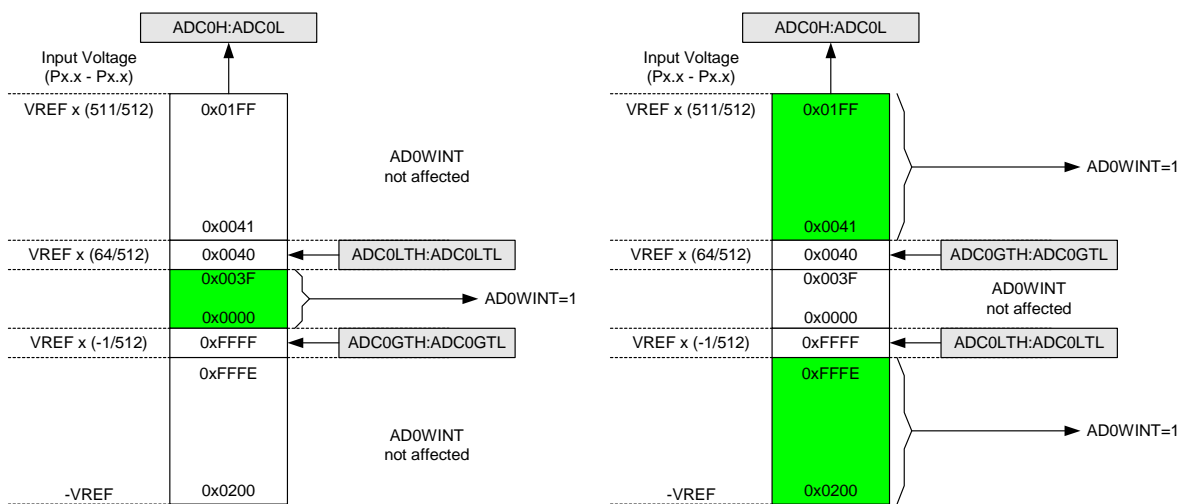 ADC0H:ADC0L
Input Voltage
(Px.x - Px.x)
VREF x (511/512)
0x01FF
AD0WINT
not affected
0x0041
VREF x (64/512)
0x0040
ADC0LTH:ADC0LTL
0x003F
AD0WINT=1
0x0000
VREF x (-1/512)
0xFFFF
ADC0GTH:ADC0GTL
0xFFFE
AD0WINT
not affected
-VREF
0x0200
ADC0H:ADC0L
Input Voltage
(Px.x - Px.x)
VREF x (511/512)
0x01FF
AD0WINT=1
0x0041
VREF x (64/512)
0x0040
ADC0GTH:ADC0GTL
0x003F
AD0WINT
not affected
0x0000
VREF x (-1/512)
0xFFFF
ADC0LTH:ADC0LTL
0xFFFE
AD0WINT=1
-VREF
0x0200